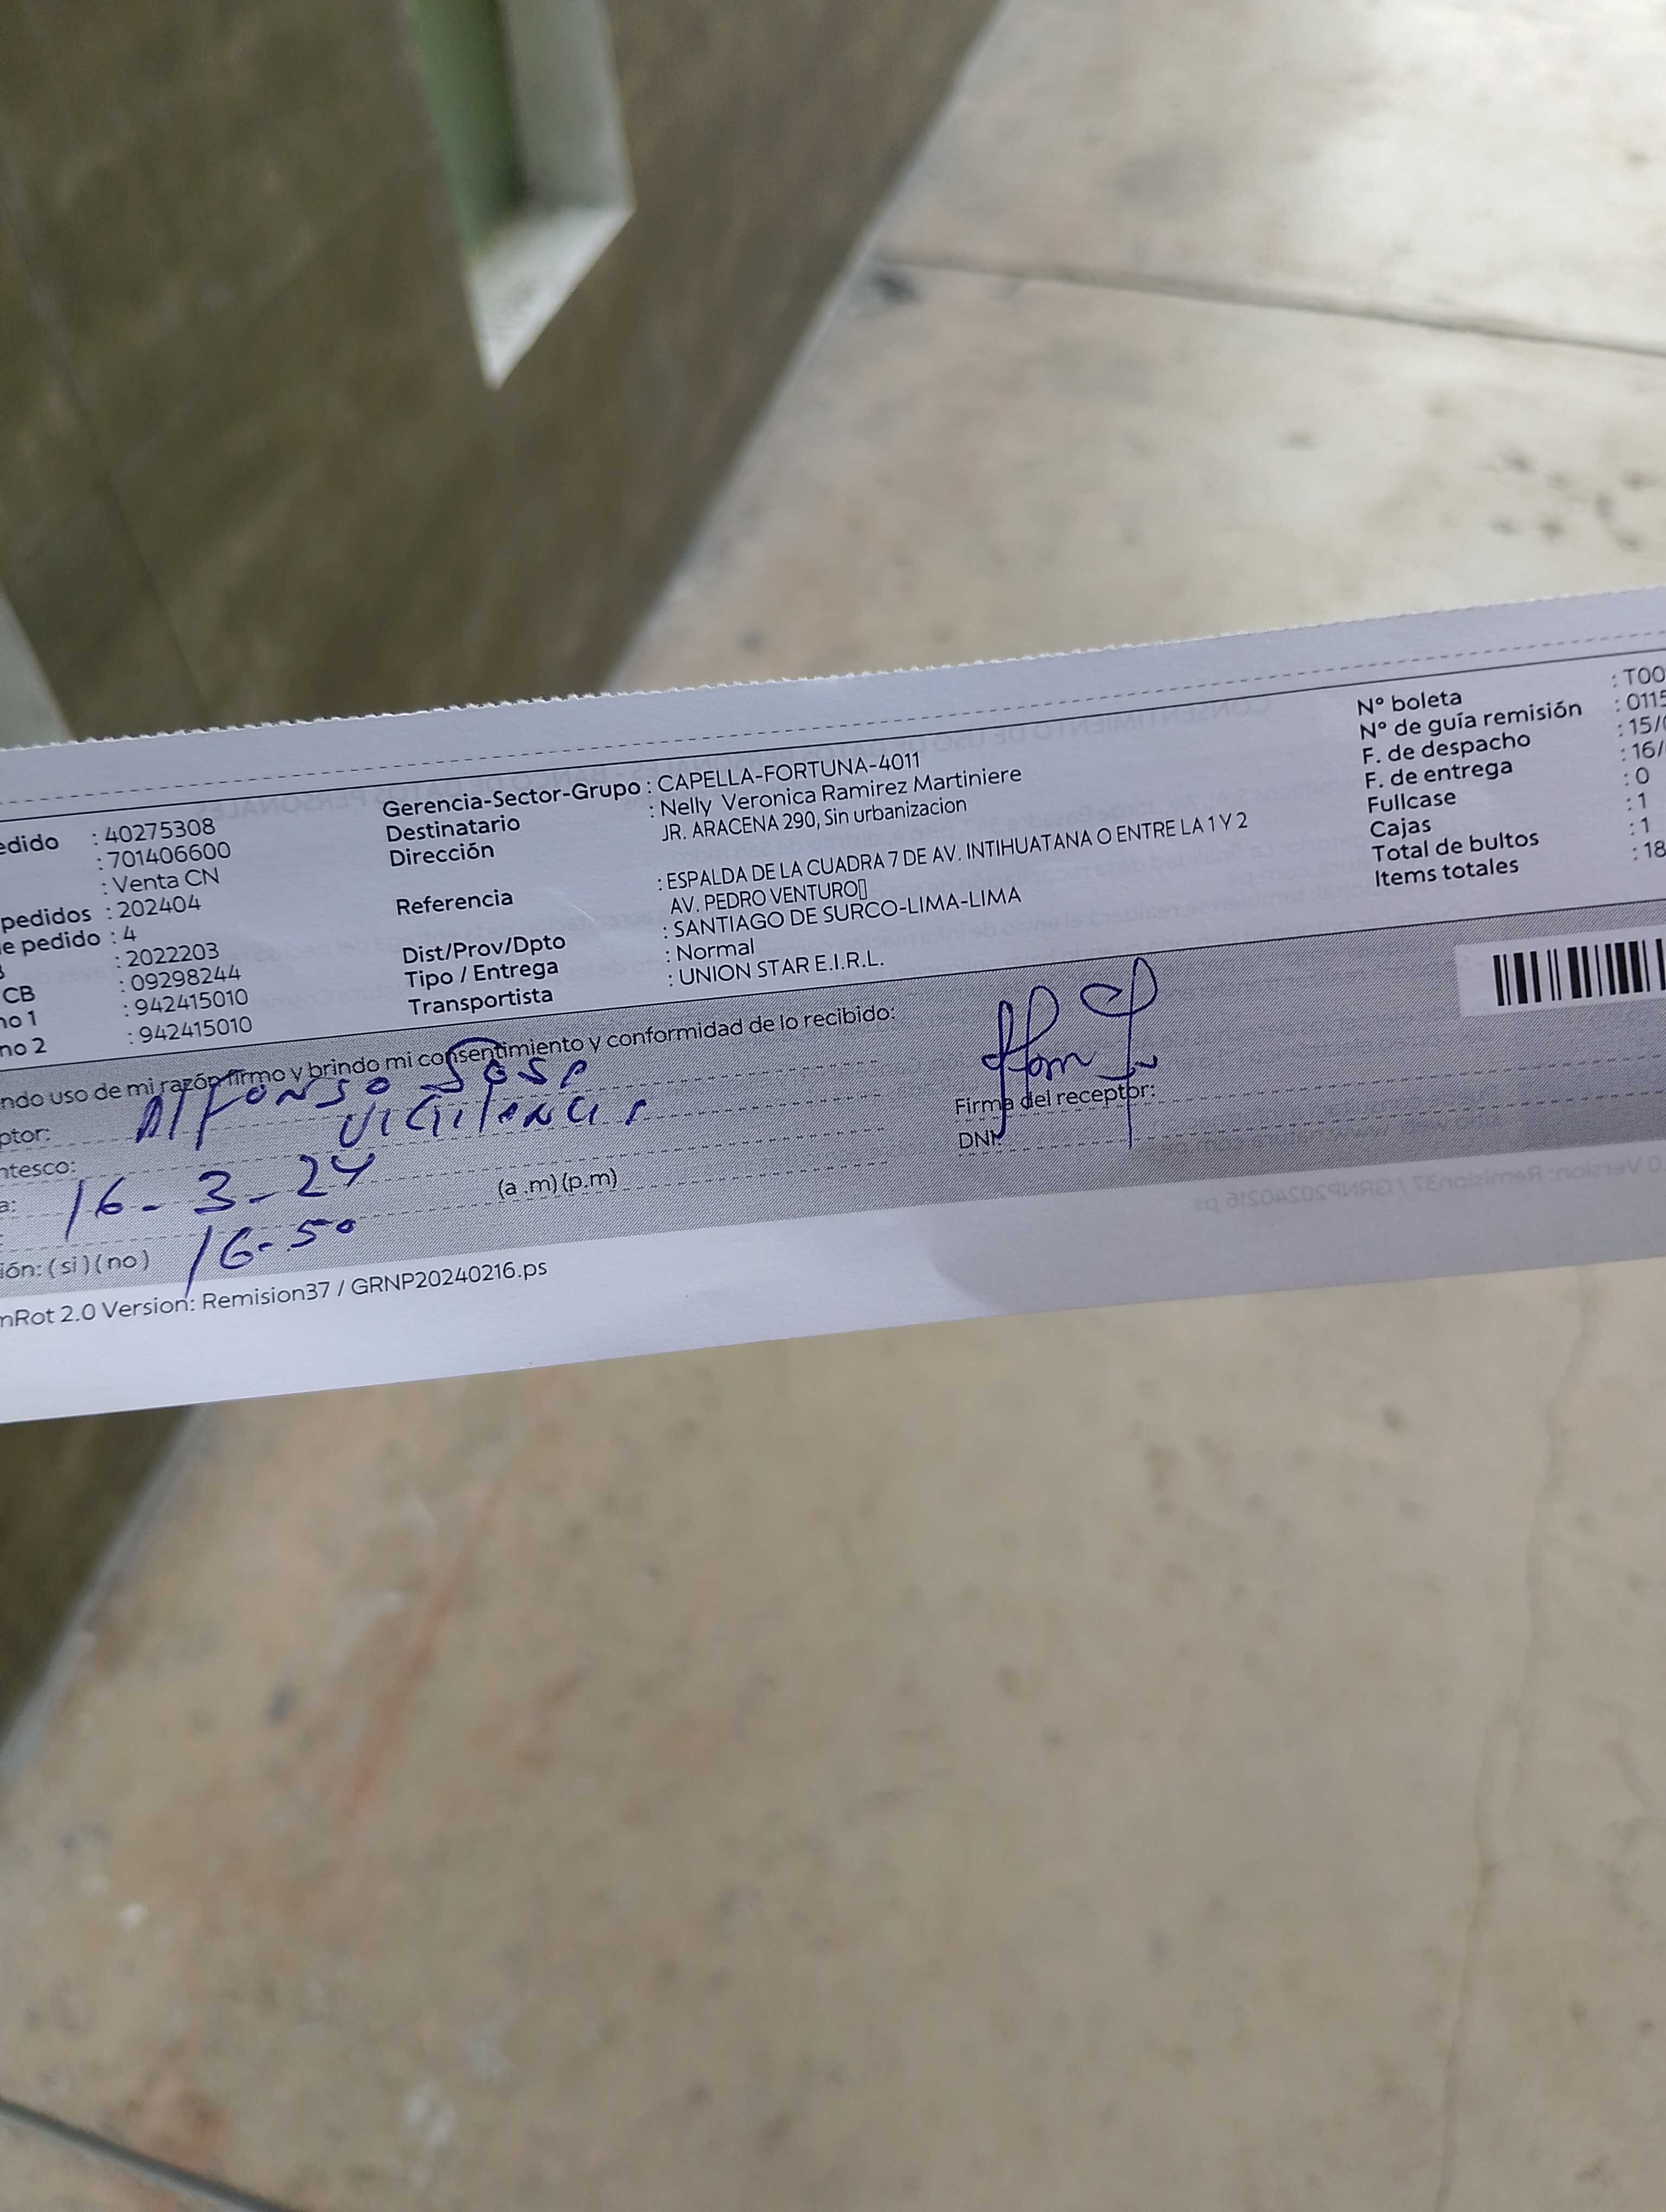 edido : 40275308
: 701406600
: Venta CN
pedidos : 202404
e pedido : 4
: 2022203
CB : 09298244
no 1 : 942415010
no 2 : 942415010
Gerencia-Sector-Grupo : CAPELLA-FORTUNA-4011
Destinatario : Nelly Veronica Ramirez Martiniere
Dirección JR. ARACENA 290, Sin urbanizacion
Referencia : ESPALDA DE LA CUADRA 7 DE AV. INTIHUATANA O ENTRE LA 1 Y 2
AV. PEDRO VENTURO▯
Dist/Prov/Dpto : SANTIAGO DE SURCO-LIMA-LIMA
Tipo / Entrega : Normal
Transportista : UNION STAR E.I.R.L.
Nº boleta : T00
Nº de guía remisión : 0115
F. de despacho : 15/
F. de entrega : 16/
Fullcase : 0
Cajas : 1
Total de bultos : 1
Items totales : 18
ndo uso de mi razón firmo y brindo mi consentimiento y conformidad de lo recibido:
ptor: Alfonso Sosa
ntesco: Vigilancia
a: 16-3-24
: 16-50 (a .m) (p.m)
ión: (si) (no)
Firma del receptor:
DNI:
mRot 2.0 Version: Remision37 / GRNP20240216.ps